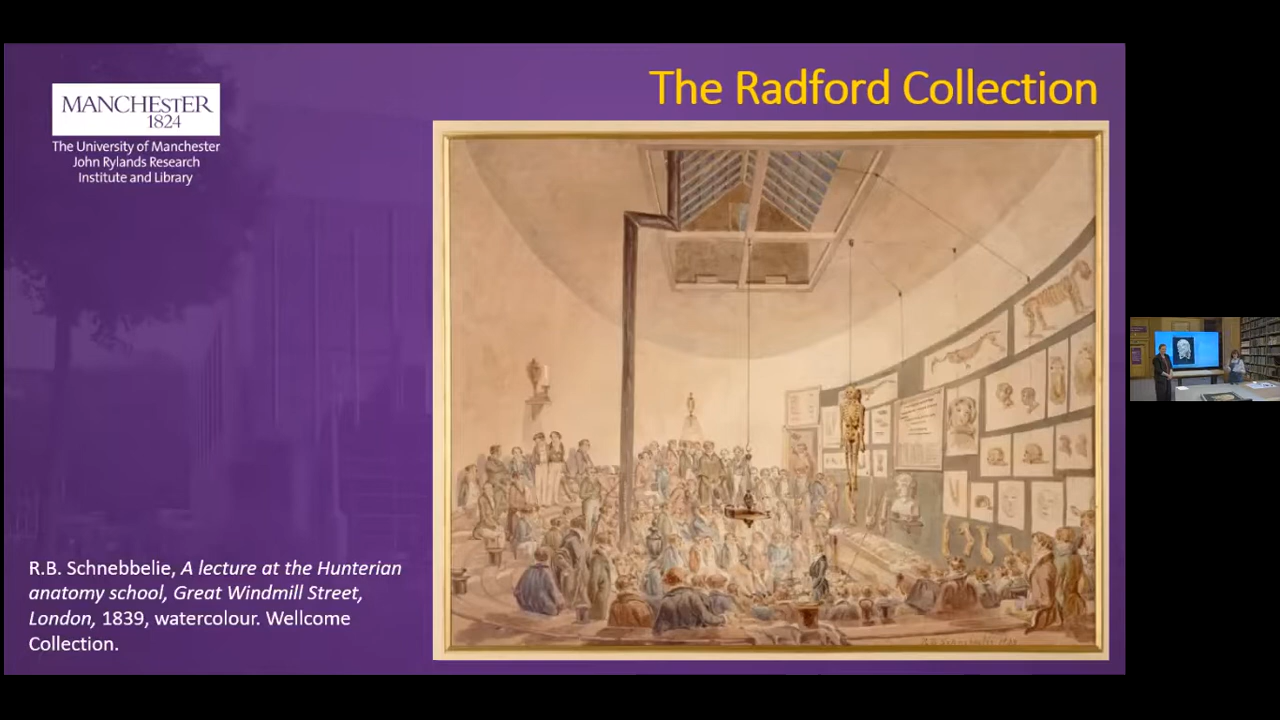 The Radford Collection
MANCHESTER
1824
The University of Manchester
John Rylands Research
Institute and Library
R.B. Schnebbelie, A lecture at the Hunterian
anatomy school, Great Windmill Street,
London, 1839, watercolour. Wellcome
Collection.